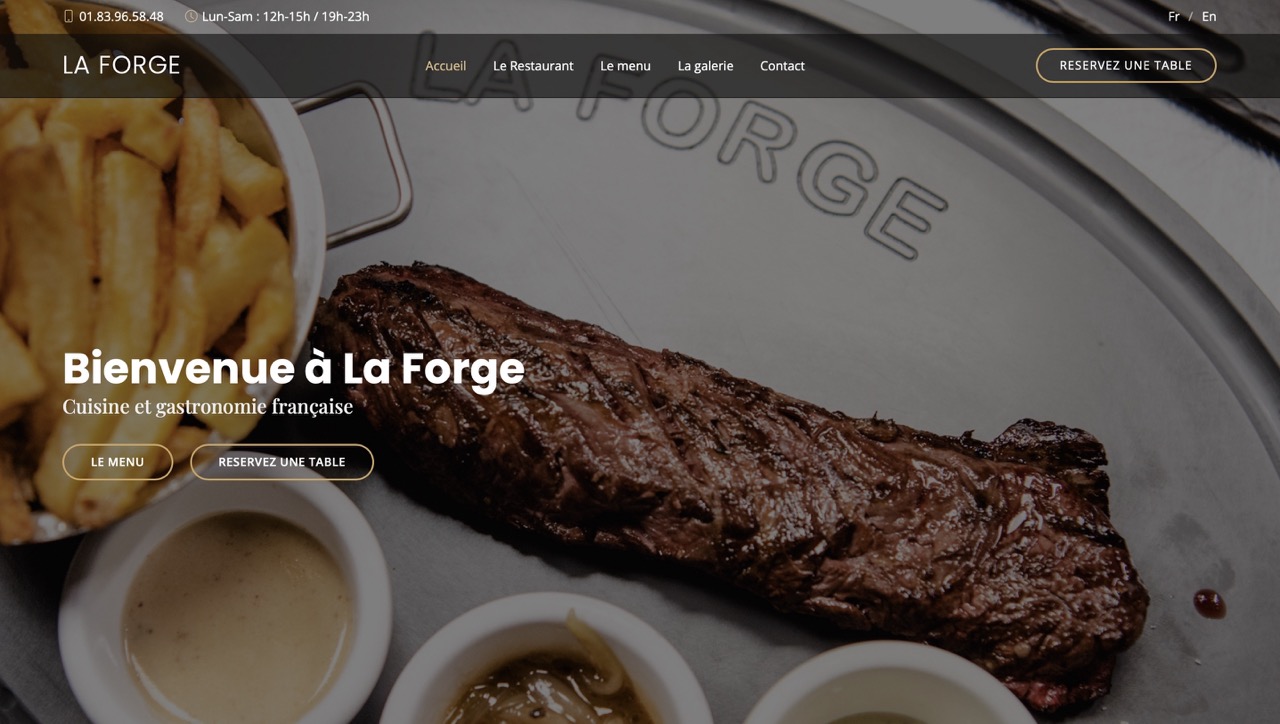 01.83.96.58.48 Lun-Sam : 12h-15h / 19h-23h Fr / En
LA FORGE Accueil Le Restaurant Le menu La galerie Contact RESERVEZ UNE TABLE
LA FORGE
Bienvenue à La Forge
Cuisine et gastronomie française
LE MENU RESERVEZ UNE TABLE